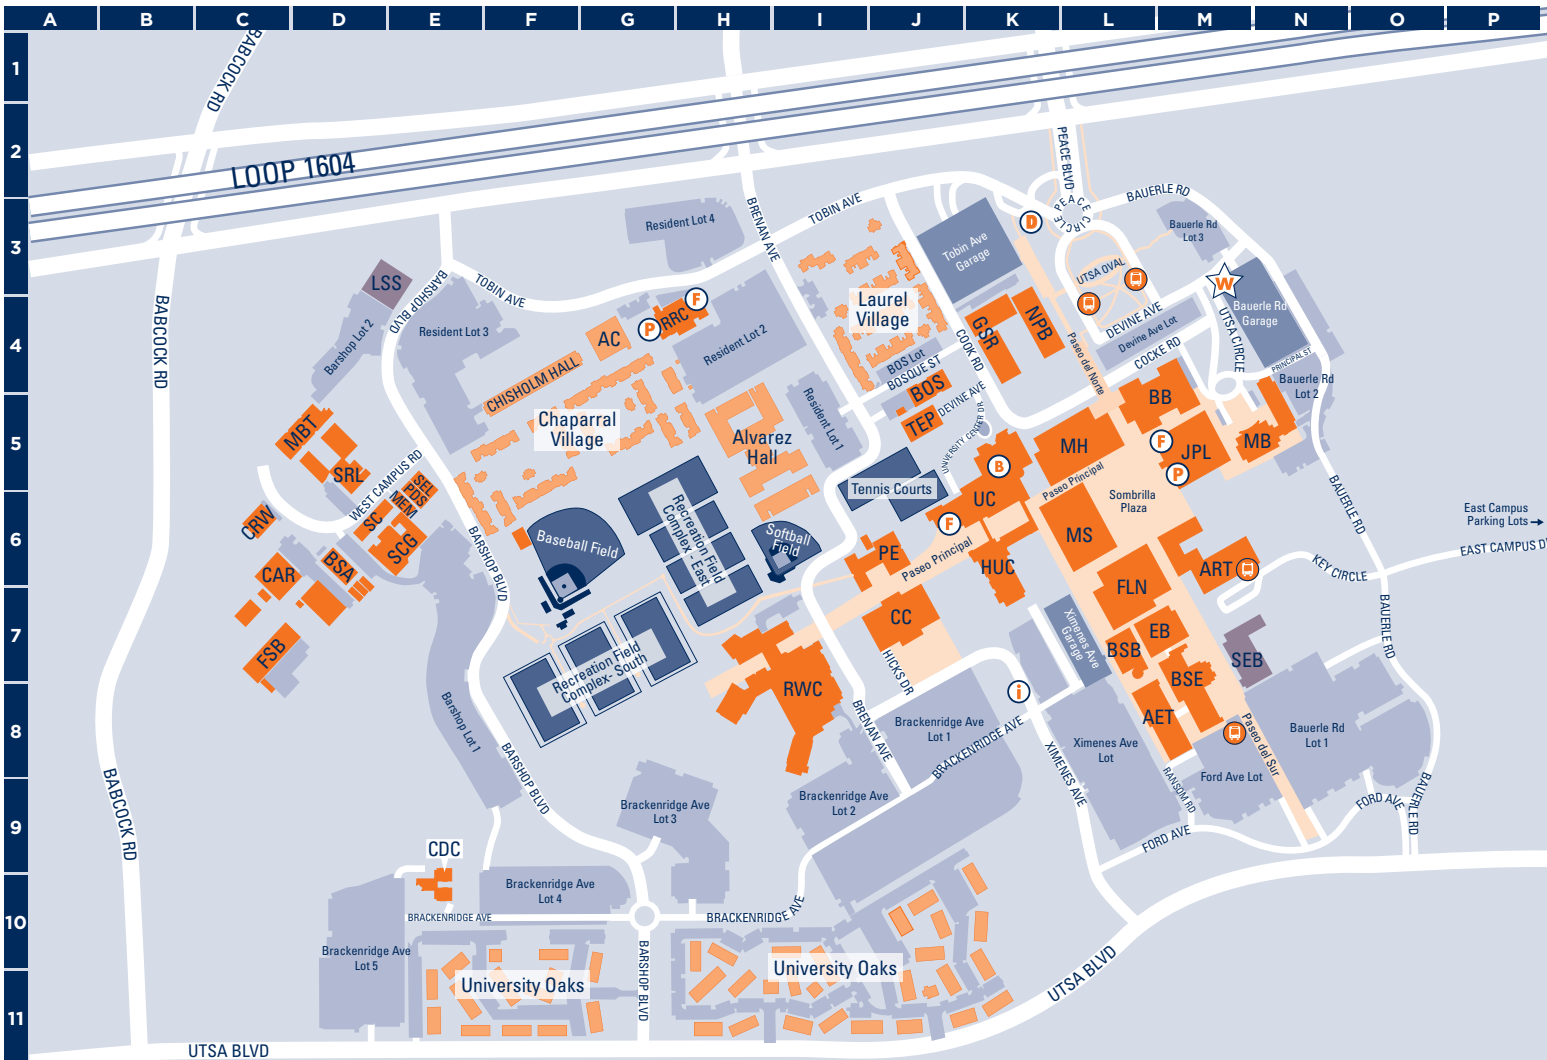 A B C D E F G H I J K L M N O P
1
2
3
4
5
6
7
8
9
10
11
BABCOCK RD
BABCOCK RD
LOOP 1604
PEACE BLVD
PEACE CIRCLE
BAUERLE RD
BRENAN AVE
TOBIN AVE
Resident Lot 4
D
Bauerle Rd
Lot 3
Tobin Ave
Garage
UTSA OVAL
LSS
BARSHOP BLVD
TOBIN AVE
W
F
Laurel
Village
Bauerle Rd
Garage
BABCOCK RD
Barshop Lot 2
Resident Lot 3
AC
P
RRC
Resident Lot 2
GSR
NPB
DEVINE AVE
Devine Ave Lot
UTSA CIRCLE
COOK RD
Paseo del Norte
COCKE RD
PRINCIPAL ST
BOS Lot
BOSQUE ST
CHISHOLM HALL
BOS
DEVINE AVE
BB
Bauerle Rd
Lot 2
Chaparral
Village
Alvarez
Hall
Resident Lot 1
TEP
UNIVERSITY CENTER DR
MBT
MH
F
JPL
MB
SRL
WEST CAMPUS RD
B
P
Paseo Principal
Tennis Courts
UC
Sombrilla
Plaza
BAUERLE RD
SFL
PDS
MEM
SC
SCG
CRW
Recreation Field
Complex - East
Baseball Field
Softball
Field
F
MS
East Campus
Parking Lots
EAST CAMPUS D
BARSHOP BLVD
PE
Paseo Principal
HUC
CAR
BSA
ART
KEY CIRCLE
FLN
CC
Ximenes Ave
Garage
BAUERLE RD
EB
BSB
FSB
SEB
Recreation Field
Complex- South
HICKS DR
RWC
BSE
i
AET
Barshop Lot 1
BRENAN AVE
Brackenridge Ave
Lot 1
BRACKENRIDGE AVE
Ximenes Ave
Lot
Paseo del Sur
Bauerle Rd
Lot 1
BARSHOP BLVD
XIMENES AVE
RANSOM RD
Ford Ave Lot
BABCOCK RD
Brackenridge Ave
Lot 3
Brackenridge Ave
Lot 2
FORD AVE
BAUERLE RD
FORD AVE
CDC
Brackenridge Ave
Lot 4
BRACKENRIDGE AVE
BRACKENRIDGE AVE
Brackenridge Ave
Lot 5
BARSHOP BLVD
University Oaks
University Oaks
UTSA BLVD
UTSA BLVD